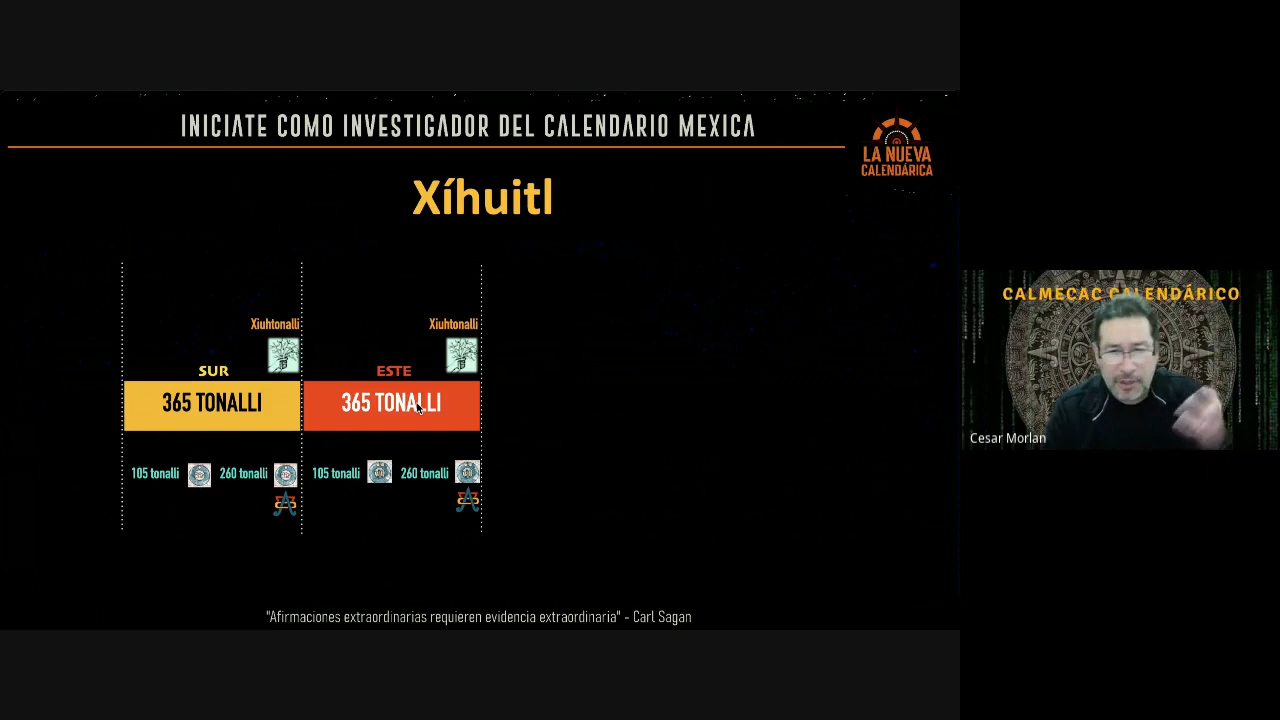 INICIATE COMO INVESTIGADOR DEL CALENDARIO MEXICA
LA NUEVA
CALENDÁRICA
Xíhuitl
Xiuhtonalli
Xiuhtonalli
SUR
ESTE
365 TONALLI
365 TONALLI
105 tonalli
260 tonalli
105 tonalli
260 tonalli
"Afirmaciones extraordinarias requieren evidencia extraordinaria" - Carl Sagan
CALMECAC CALENDÁRICO
Cesar Morlan